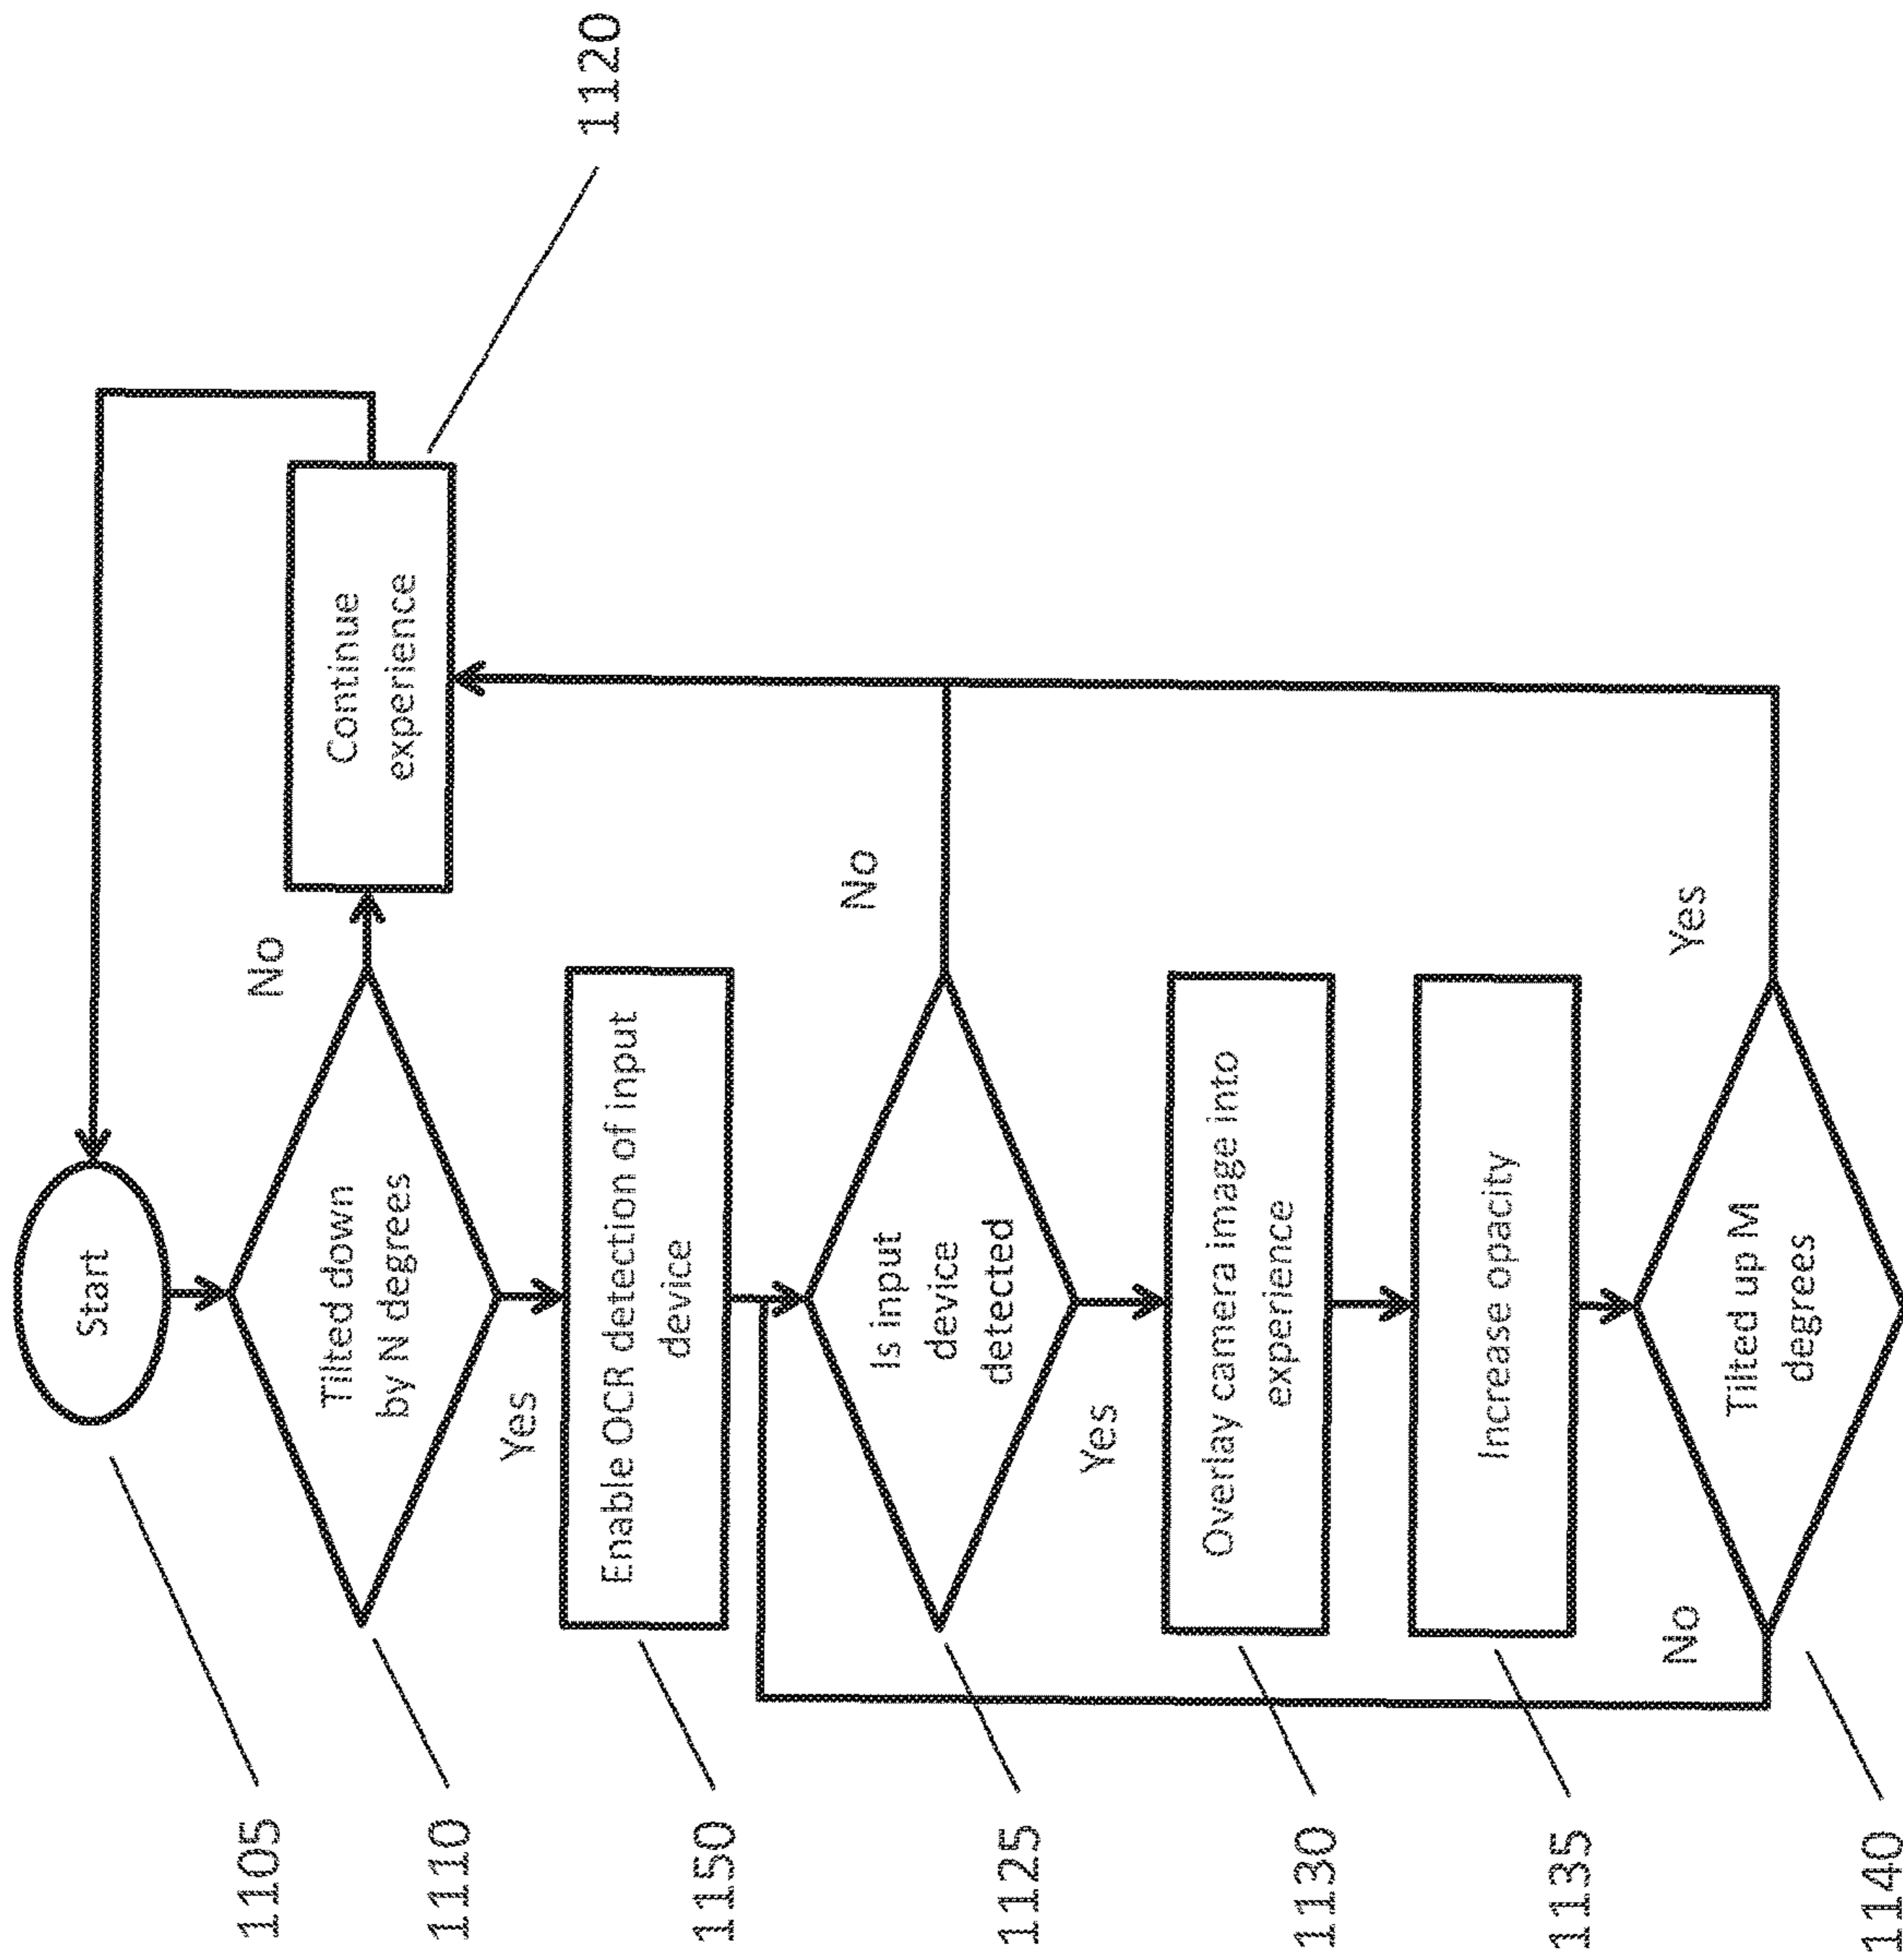 1105
Start
1110
Tilted down
by N degrees
No
Continue
experience
1120
Yes
1150
Enable OCR detection of input
device
1125
Is input
device
detected
No
Yes
1130
Overlay camera image into
experience
1135
Increase opacity
1140
Tilted up M
degrees
No
Yes